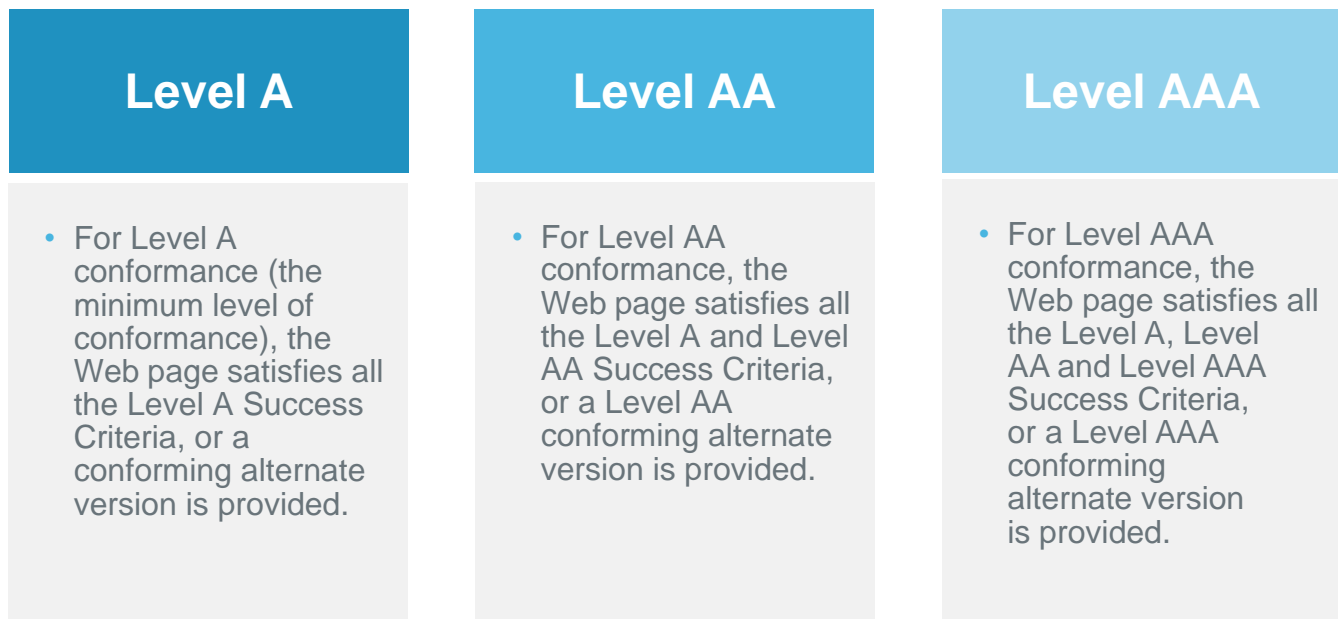 Level A
• For Level A
conformance (the
minimum level of
conformance), the
Web page satisfies all
the Level A Success
Criteria, or a
conforming alternate
version is provided.
Level AA
• For Level AA
conformance, the
Web page satisfies all
the Level A and Level
AA Success Criteria,
or a Level AA
conforming alternate
version is provided.
Level AAA
• For Level AAA
conformance, the
Web page satisfies all
the Level A, Level
AA and Level AAA
Success Criteria,
or a Level AAA
conforming
alternate version
is provided.